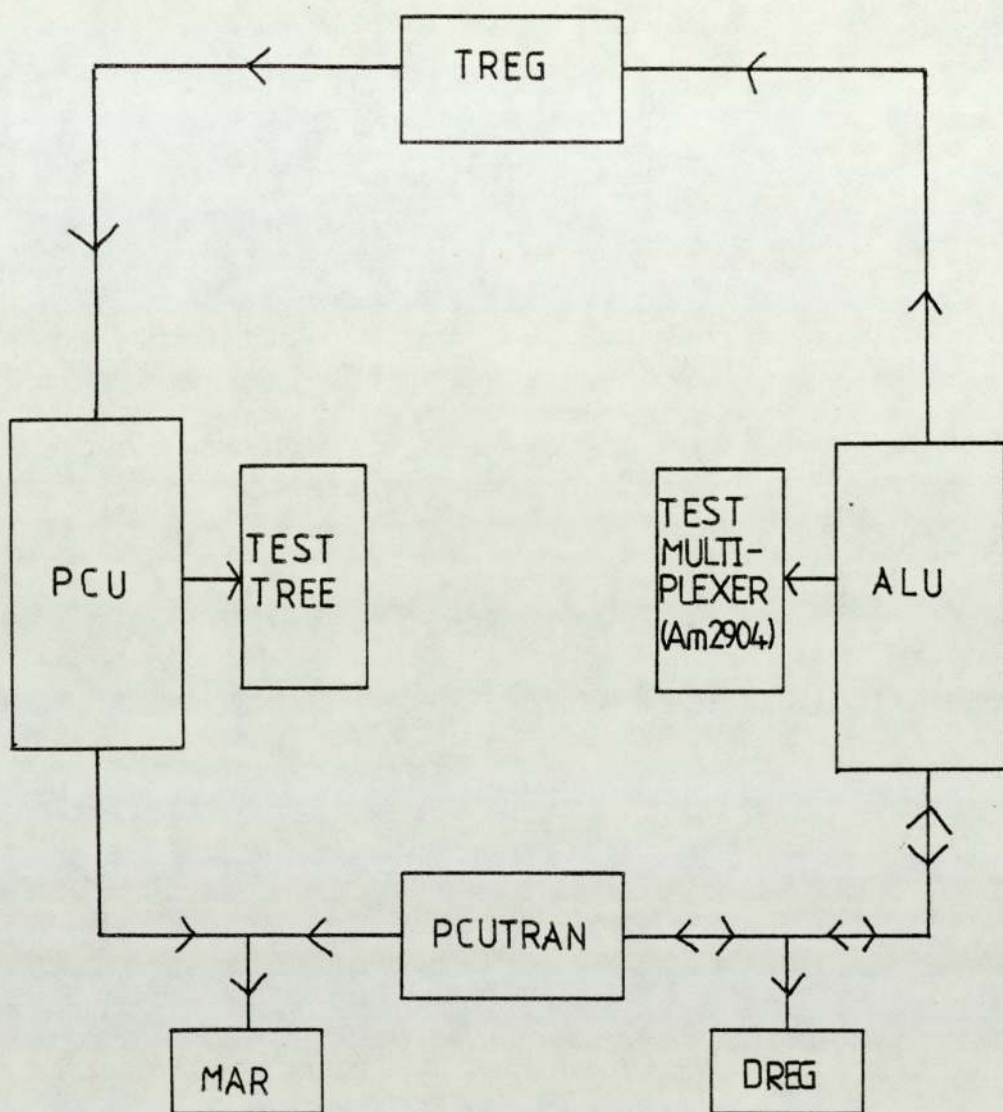 TREG
PCU
TEST
TREE
TEST
MULTI-
PLEXER
(Am2904)
ALU
PCUTRAN
MAR
DREG